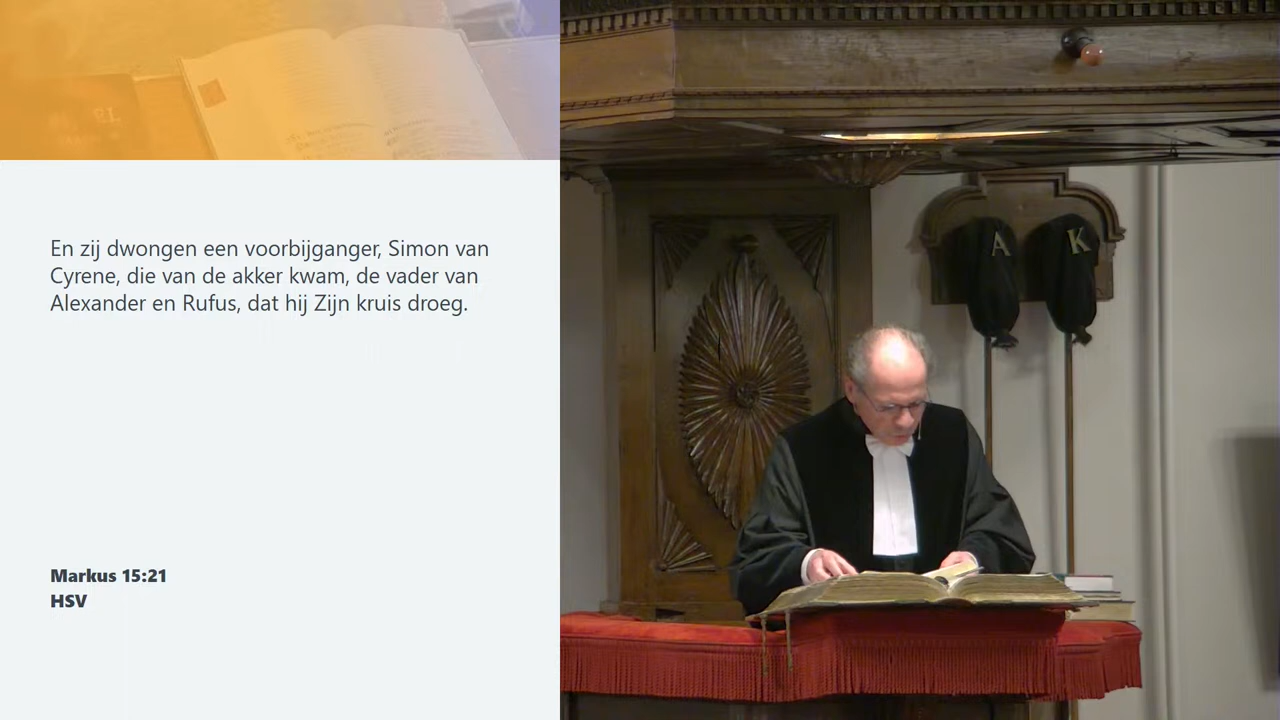 En zij dwongen een voorbijganger, Simon van
Cyrene, die van de akker kwam, de vader van
Alexander en Rufus, dat hij Zijn kruis droeg.
Markus 15:21
HSV
A
K